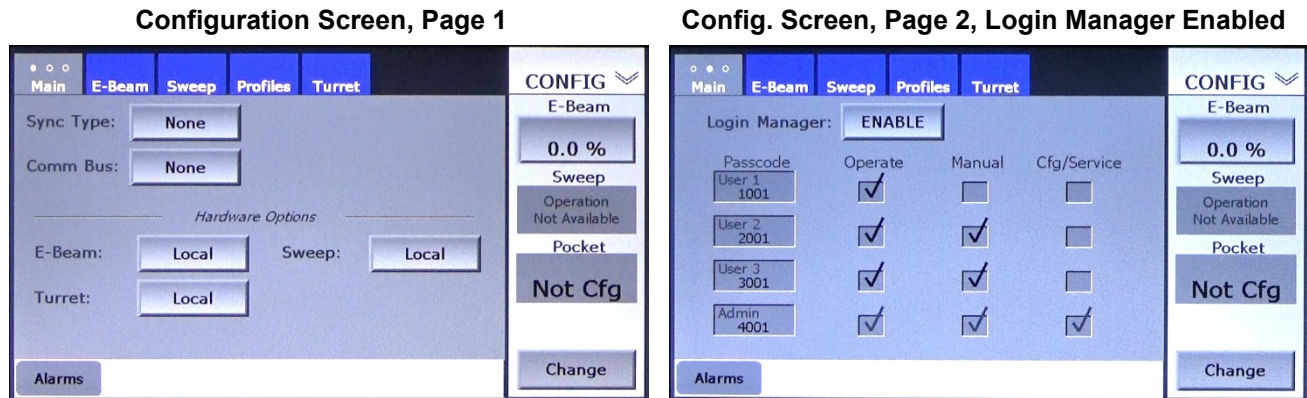 Configuration Screen, Page 1
Main E-Beam Sweep Profiles Turret
CONFIG
Sync Type: None
Comm Bus: None
Hardware Options
E-Beam: Local Sweep: Local
Turret: Local
E-Beam
0.0 %
Sweep
Operation
Not Available
Pocket
Not Cfg
Change
Alarms
Config. Screen, Page 2, Login Manager Enabled
Main E-Beam Sweep Profiles Turret
CONFIG
Login Manager: ENABLE
Passcode Operate Manual Cfg/Service
User 1
1001
User 2
2001
User 3
3001
Admin
4001
E-Beam
0.0 %
Sweep
Operation
Not Available
Pocket
Not Cfg
Change
Alarms